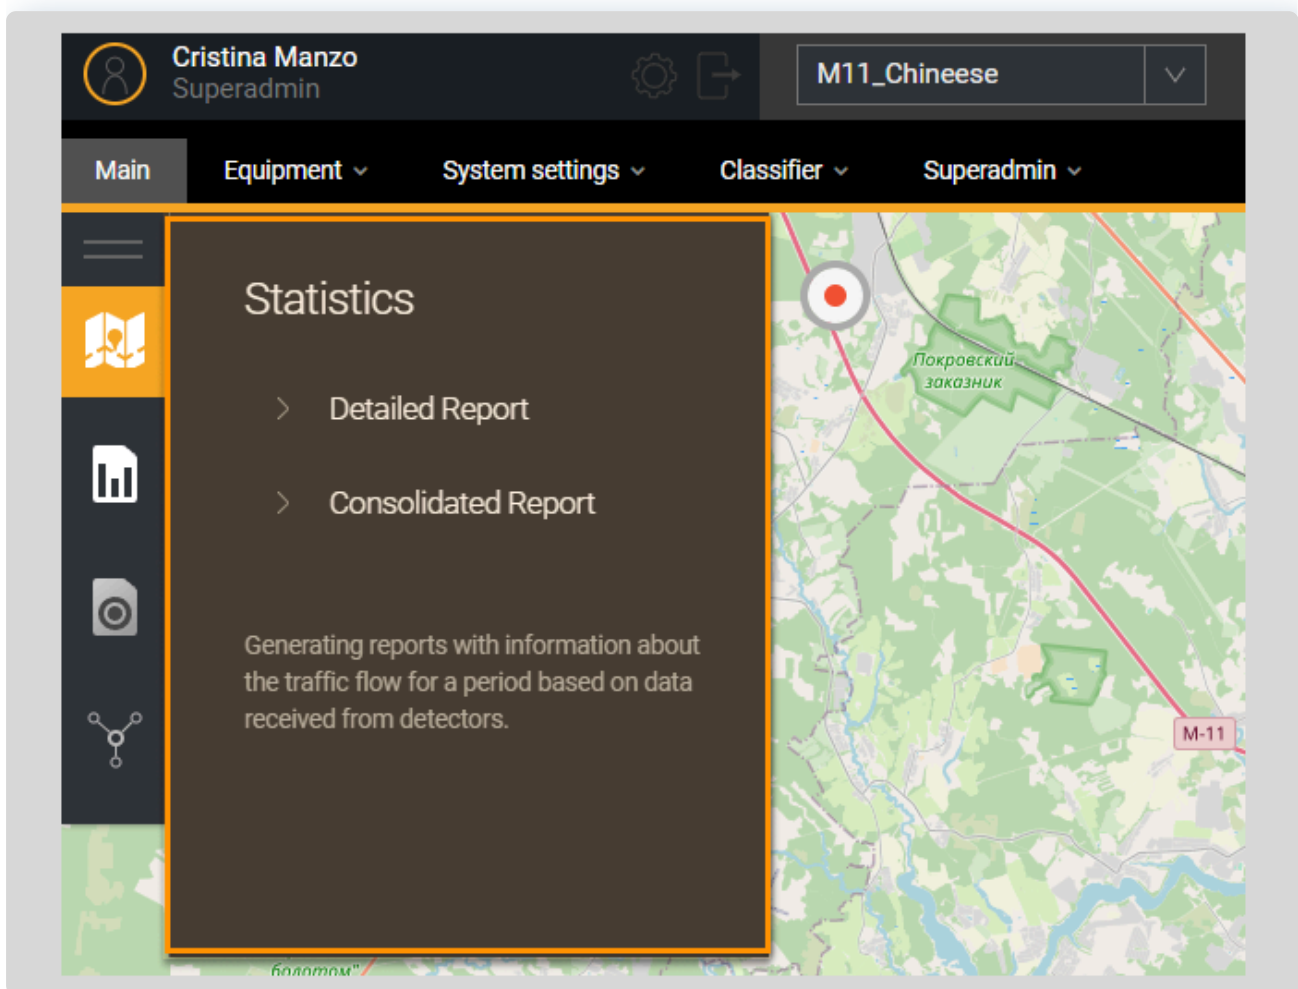 Cristina Manzo
Superadmin
M11_Chineese
Main
Equipment
System settings
Classifier
Superadmin
Statistics
Detailed Report
Consolidated Report
Generating reports with information about
the traffic flow for a period based on data
received from detectors.
Покровский
заказник
M-11
болотом"